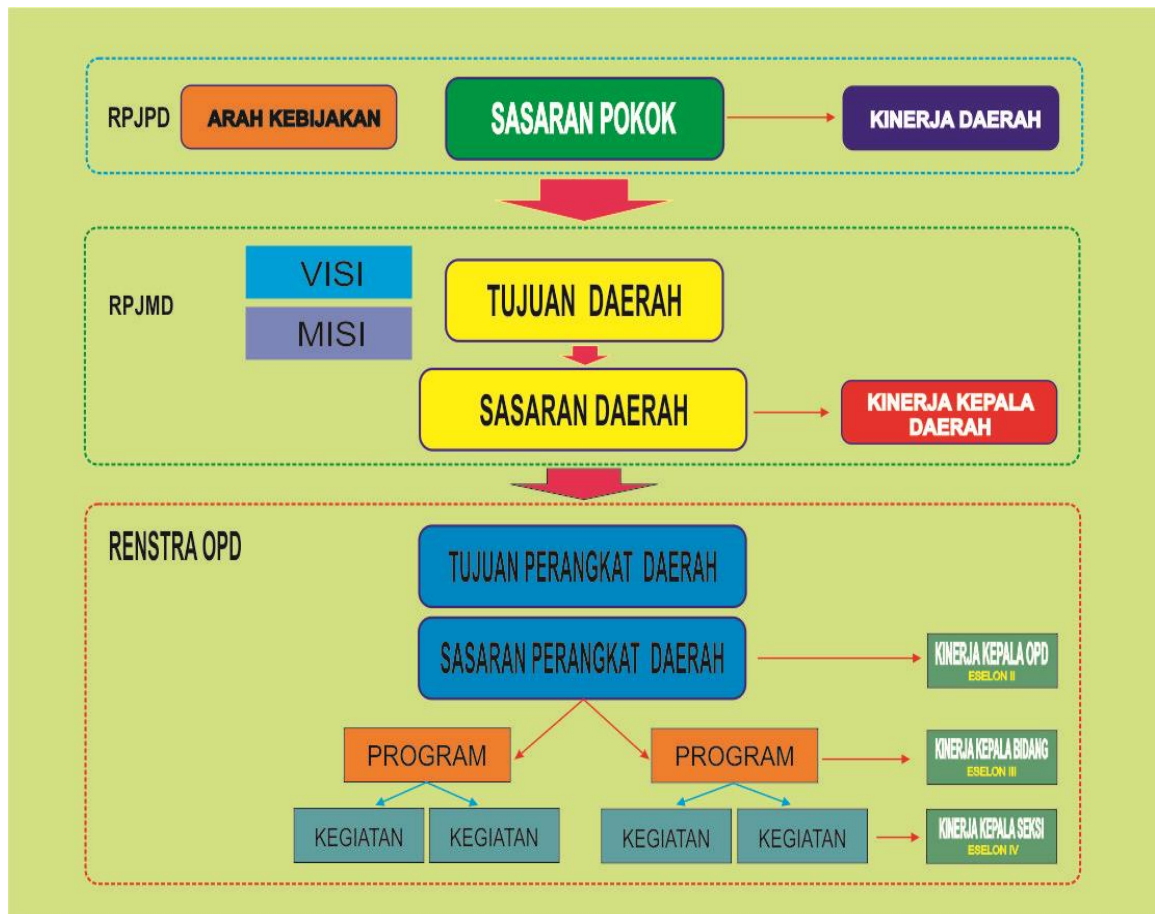 RPJPD
ARAH KEBIJAKAN
SASARAN POKOK
KINERJA DAERAH
RPJMD
VISI
MISI
TUJUAN DAERAH
SASARAN DAERAH
KINERJA KEPALA
DAERAH
RENSTRA OPD
TUJUAN PERANGKAT DAERAH
SASARAN PERANGKAT DAERAH
KINERJA KEPALA OPD
ESELON II
PROGRAM
PROGRAM
KINERJA KEPALA BIDANG
ESELON III
KEGIATAN
KEGIATAN
KEGIATAN
KEGIATAN
KINERJA KEPALA SEKSI
ESELON IV